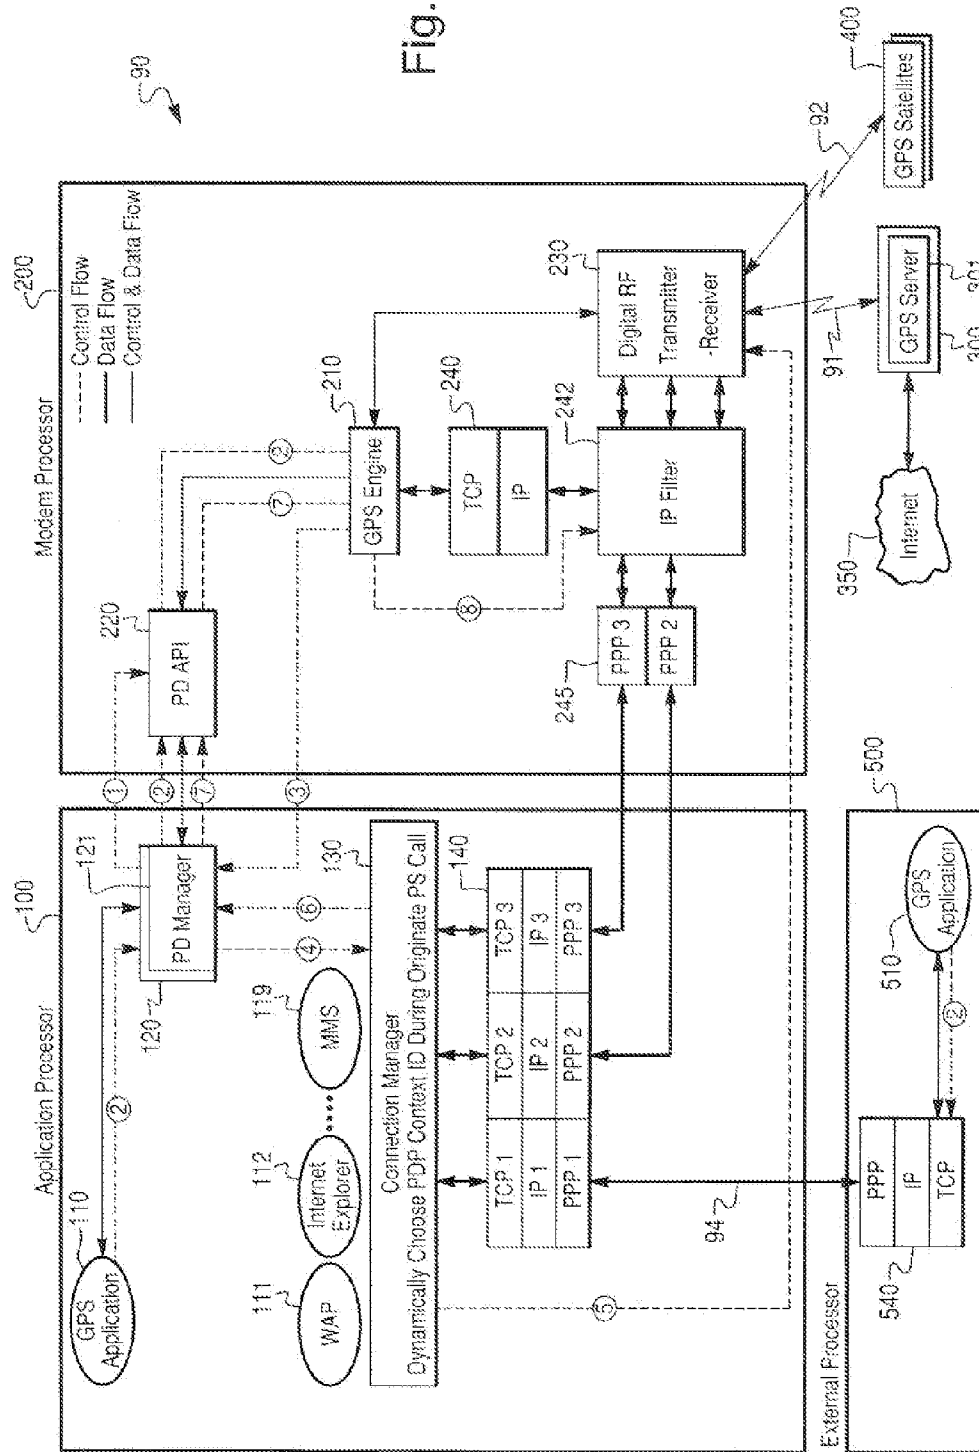 Fig.
90
Application Processor
100
GPS
Application
110
2
PD Manager
120
121
WAP
111
Internet
Explorer
112
MMS
119
4
6
Connection Manager
Dynamically Choose PDP Context ID During Originate PS Call
130
TCP 1
TCP 2
TCP 3
140
IP 1
IP 2
IP 3
PPP 1
PPP 2
PPP 3
5
94
1
2
7
3
Modem Processor
200
Control Flow
Data Flow
Control & Data Flow
PD API
220
2
7
GPS Engine
210
8
TCP
IP
240
IP Filter
242
Digital RF
Transmitter
-Receiver
230
PPP 3
PPP 2
245
External Processor
500
PPP
IP
TCP
540
GPS
Application
510
2
Internet
350
91
GPS Server
300
301
92
GPS Satellites
400